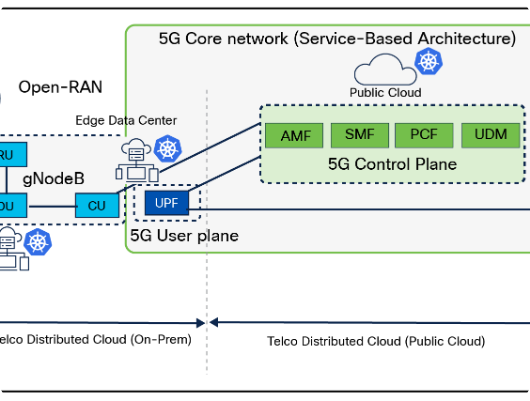 5G Core network (Service-Based Architecture)
Open-RAN
Public Cloud
Edge Data Center
AMF
SMF
PCF
UDM
5G Control Plane
RU
gNodeB
DU
CU
UPF
5G User plane
elco Distributed Cloud (On-Prem)
Telco Distributed Cloud (Public Cloud)